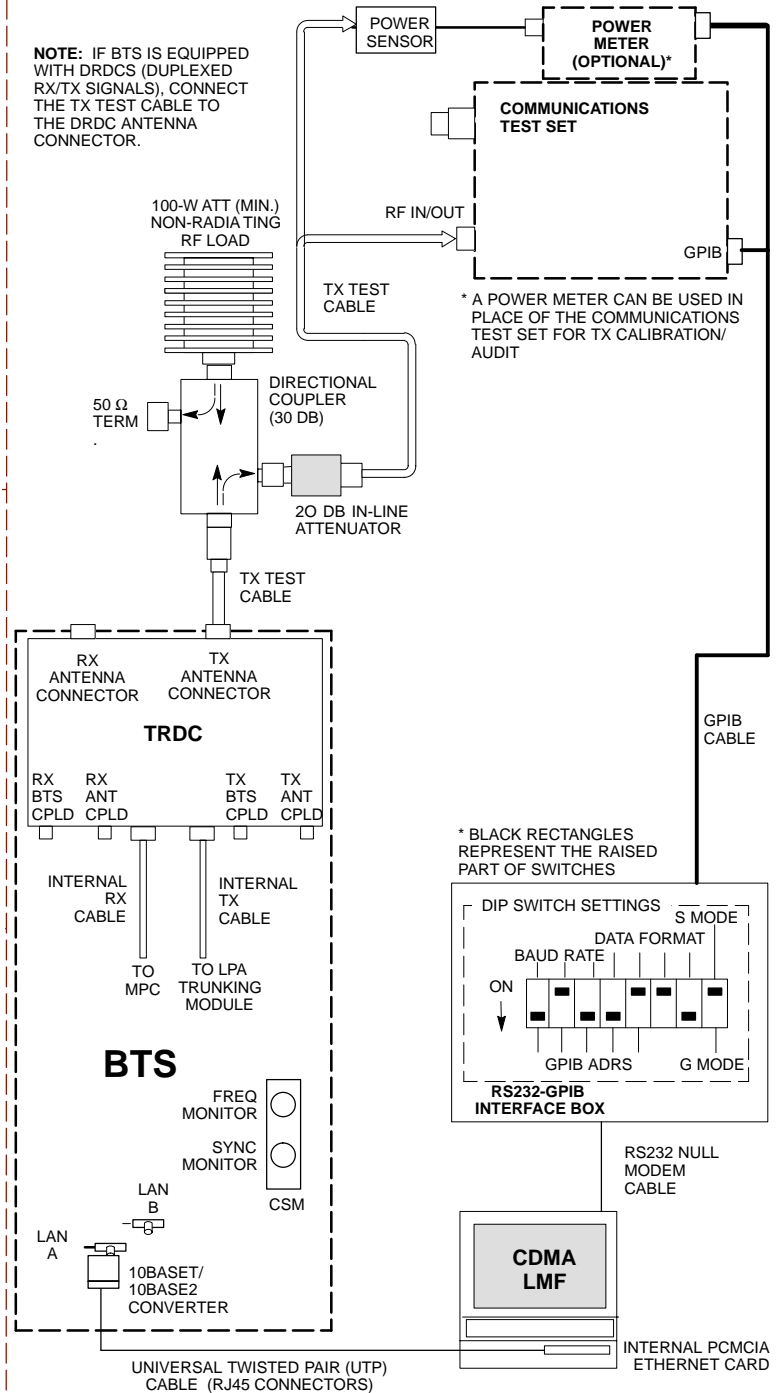 POWER
SENSOR
POWER
METER
(OPTIONAL)*
NOTE: IF BTS IS EQUIPPED
WITH DRDCS (DUPLEXED
RX/TX SIGNALS), CONNECT
THE TX TEST CABLE TO
THE DRDC ANTENNA
CONNECTOR.
COMMUNICATIONS
TEST SET
100-W ATT (MIN.)
NON-RADIA TING
RF LOAD
RF IN/OUT
GPIB
TX TEST
CABLE
* A POWER METER CAN BE USED IN
PLACE OF THE COMMUNICATIONS
TEST SET FOR TX CALIBRATION/
AUDIT
50 Ω
TERM
.
DIRECTIONAL
COUPLER
(30 DB)
2O DB IN-LINE
ATTENUATOR
TX TEST
CABLE
RX
ANTENNA
CONNECTOR
TX
ANTENNA
CONNECTOR
TRDC
RX
BTS
CPLD
RX
ANT
CPLD
TX
BTS
CPLD
TX
ANT
CPLD
GPIB
CABLE
* BLACK RECTANGLES
REPRESENT THE RAISED
PART OF SWITCHES
INTERNAL
RX
CABLE
INTERNAL
TX
CABLE
TO
MPC
TO LPA
TRUNKING
MODULE
DIP SWITCH SETTINGS
S MODE
DATA FORMAT
BAUD RATE
ON
GPIB ADRS
G MODE
RS232-GPIB
INTERFACE BOX
BTS
FREQ
MONITOR
SYNC
MONITOR
CSM
LAN
B
LAN
A
10BASET/
10BASE2
CONVERTER
RS232 NULL
MODEM
CABLE
CDMA
LMF
INTERNAL PCMCIA
ETHERNET CARD
UNIVERSAL TWISTED PAIR (UTP)
CABLE (RJ45 CONNECTORS)